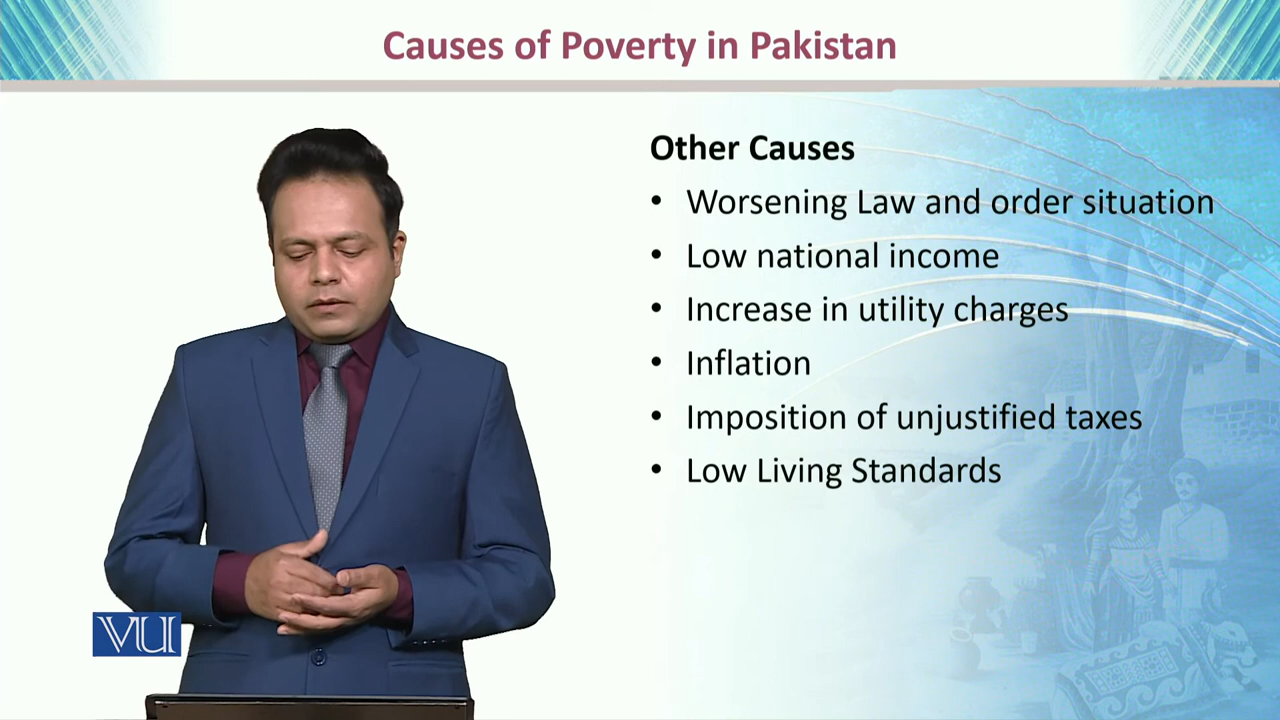 Causes of Poverty in Pakistan
Other Causes
• Worsening Law and order situation
• Low national income
• Increase in utility charges
• Inflation
• Imposition of unjustified taxes
• Low Living Standards
VU